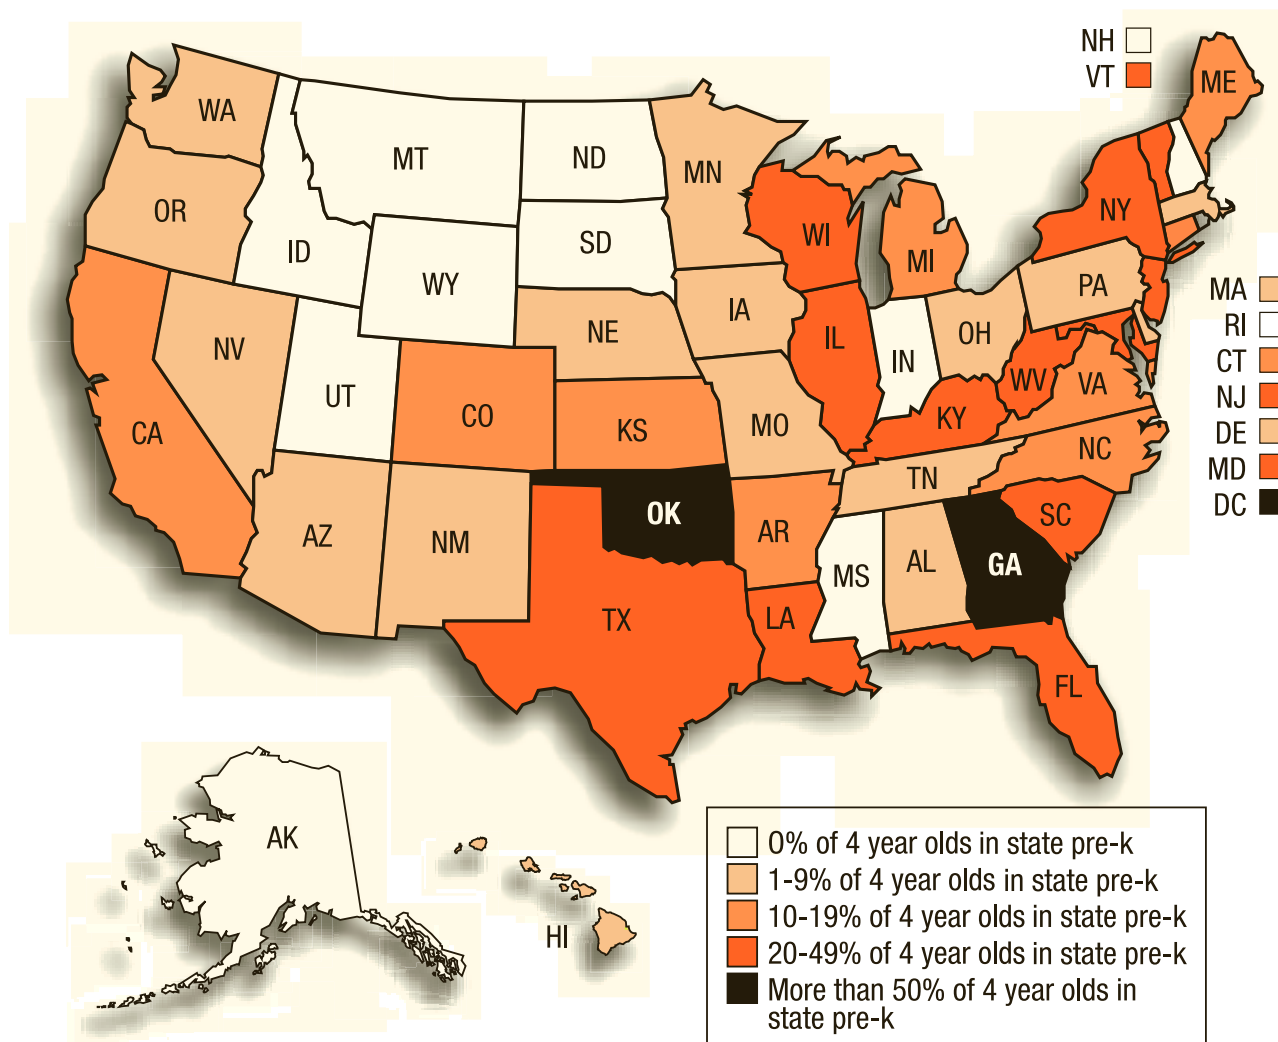 NH
VT
ME
WA
MT
ND
MN
OR
ID
SD
WI
NY
MI
WY
PA
MA
IA
RI
NE
OH
NV
IL
IN
CT
UT
WV
VA
NJ
CO
KS
MO
KY
DE
CA
NC
MD
TN
DC
OK
SC
AZ
NM
AR
GA
MS
AL
TX
LA
FL
AK
HI
0% of 4 year olds in state pre-k
1-9% of 4 year olds in state pre-k
10-19% of 4 year olds in state pre-k
20-49% of 4 year olds in state pre-k
More than 50% of 4 year olds in
state pre-k